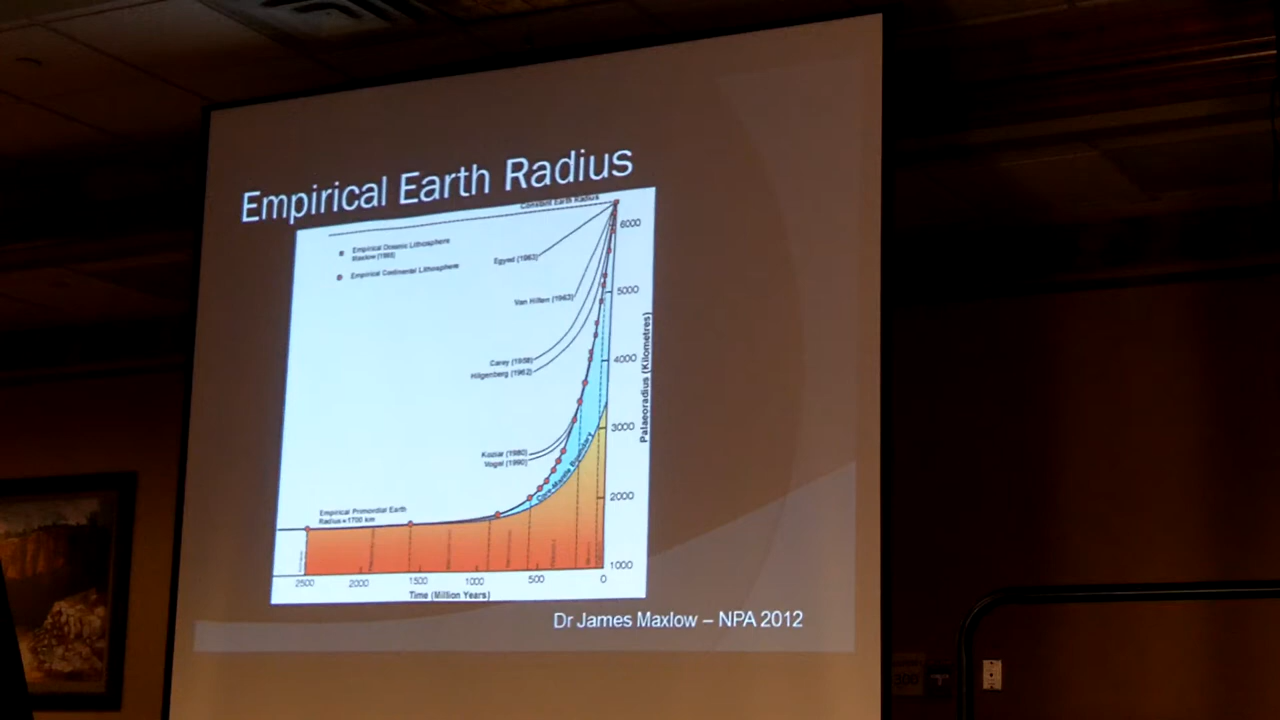 Empirical Earth Radius
Constant Earth Radius
Empirical Oceanic Lithosphere
Maxlow (1995)
Empirical Continental Lithosphere
Egyed (1963)
Van Hilten (1963)
Carey (1958)
Hilgenberg (1962)
Koziar (1980)
Vogel (1990)
Core-Mantle Boundary
Empirical Primordial Earth
Radius ≈ 1700 km
6000
5000
4000
3000
2000
1000
Palaeoradius (Kilometres)
2500 2000 1500 1000 500 0
Time (Million Years)
Dr James Maxlow – NPA 2012